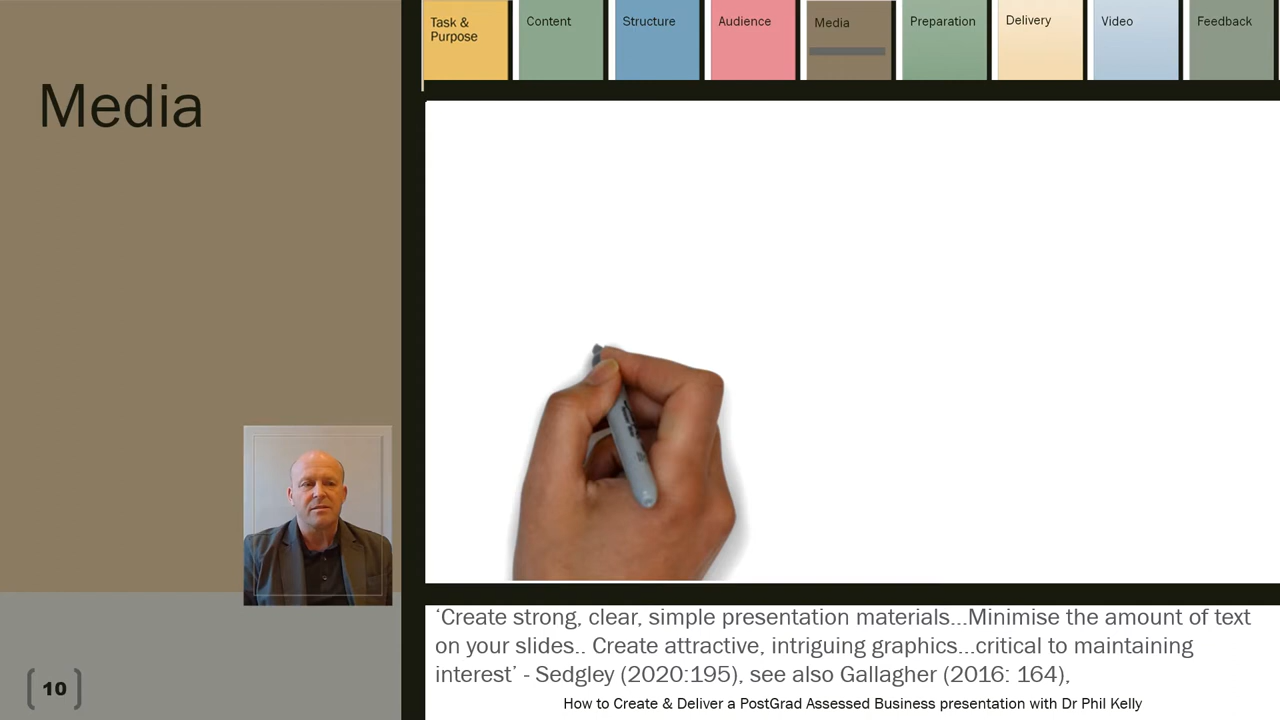 Task &
Purpose
Content
Structure
Audience
Media
Preparation
Delivery
Video
Feedback
Media
‘Create strong, clear, simple presentation materials...Minimise the amount of text
on your slides.. Create attractive, intriguing graphics...critical to maintaining
interest’ - Sedgley (2020:195), see also Gallagher (2016: 164),
How to Create & Deliver a PostGrad Assessed Business presentation with Dr Phil Kelly
10